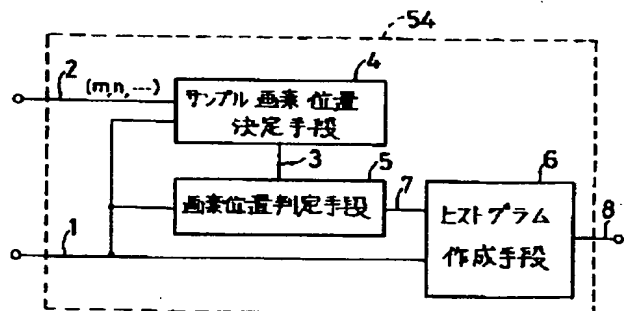 54
2
(m,n,---)
4
サンプル画素位置
決定手段
3
5
画素位置判定手段
7
6
ヒストグラム
作成手段
8
1